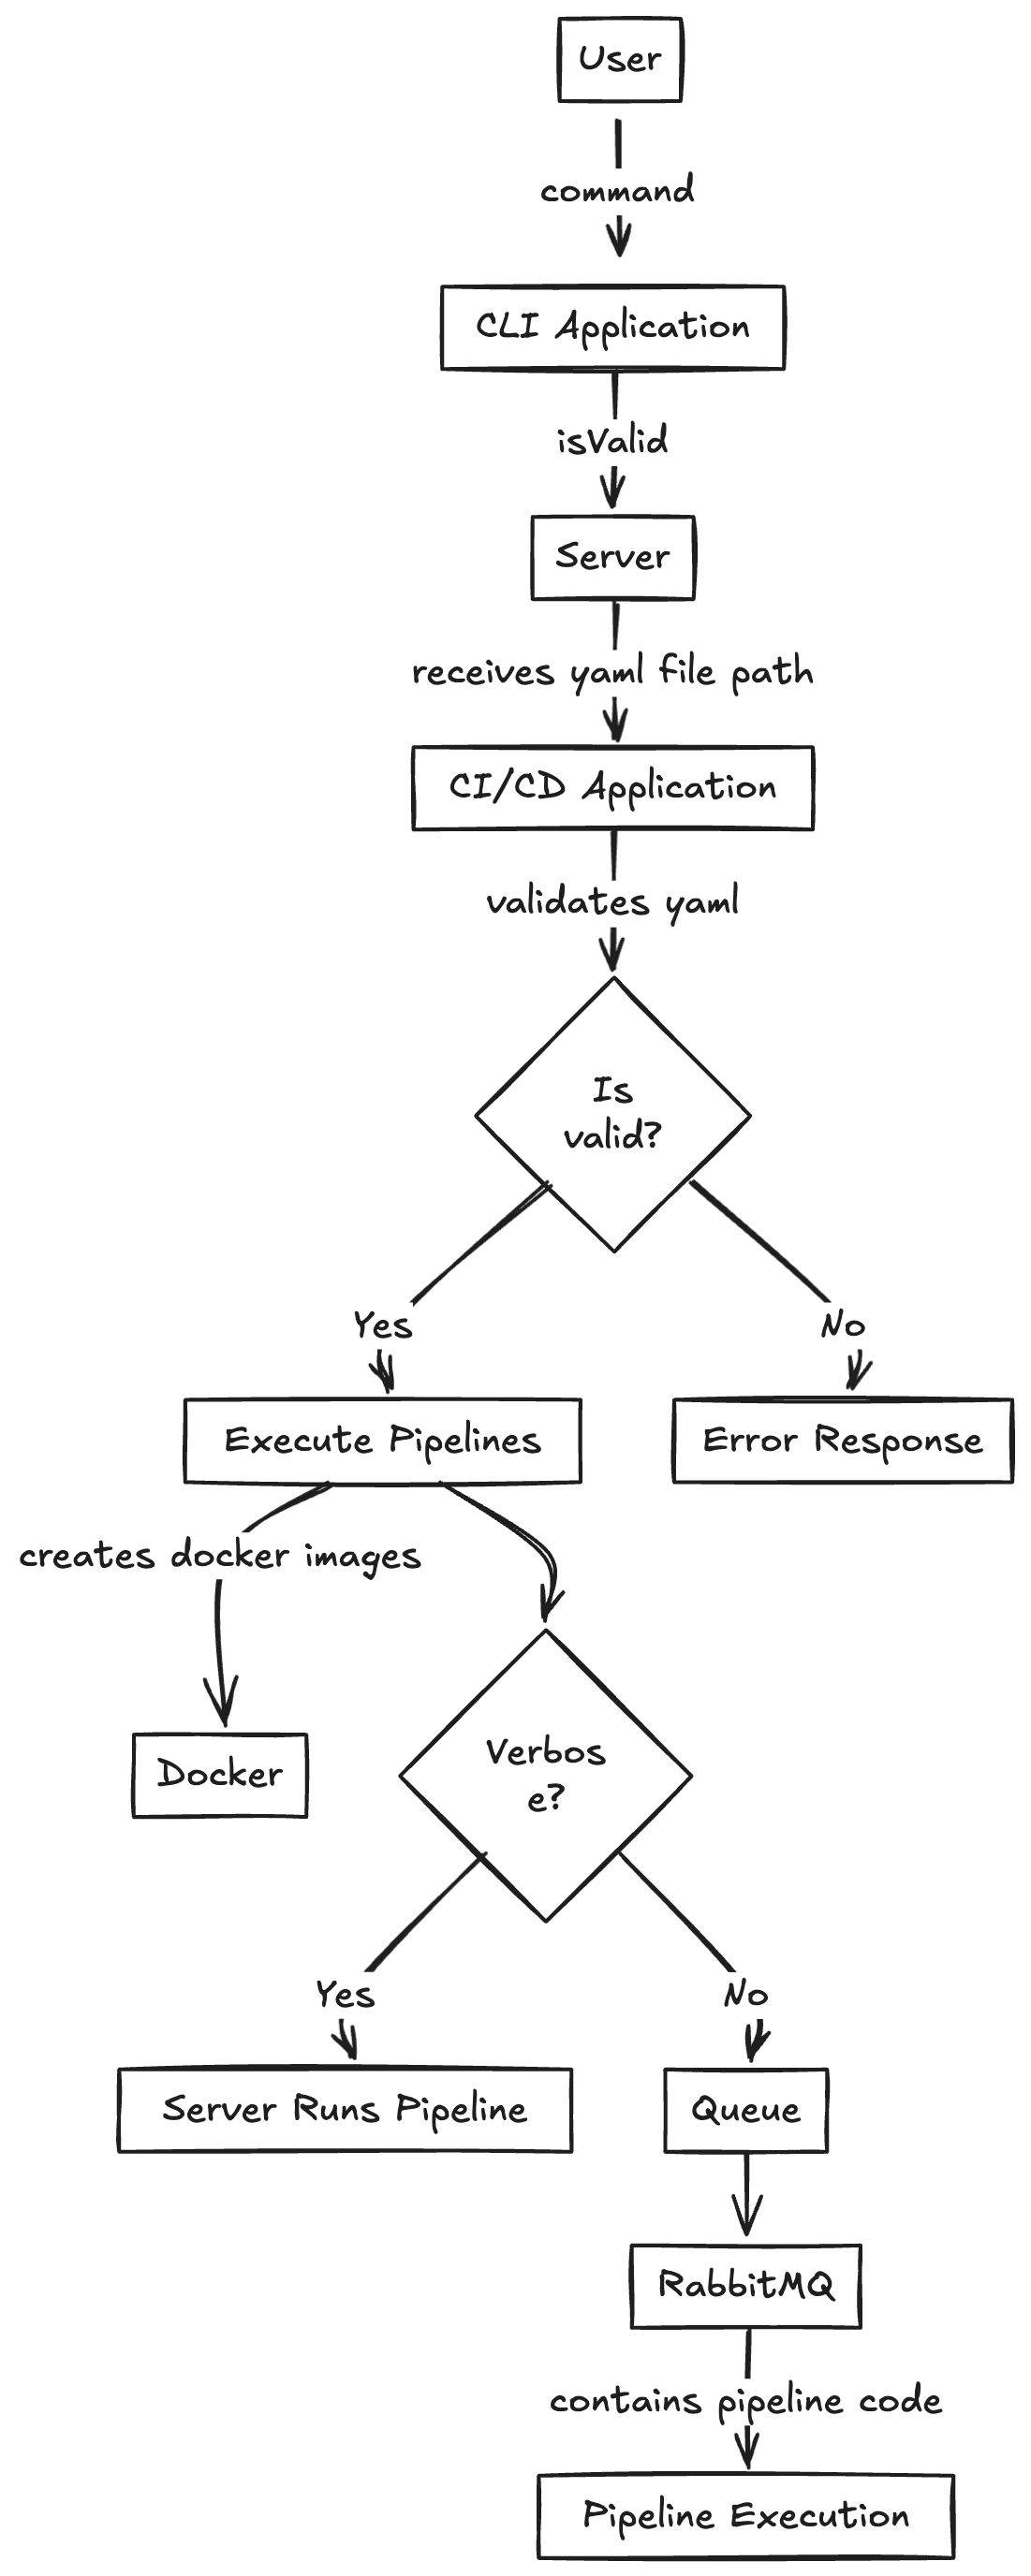 User
command
CLI Application
isValid
Server
receives yaml file path
CI/CD Application
validates yaml
Is
valid?
Yes
No
Execute Pipelines
Error Response
creates docker images
Verbos
e?
Docker
Yes
No
Server Runs Pipeline
Queue
RabbitMQ
contains pipeline code
Pipeline Execution